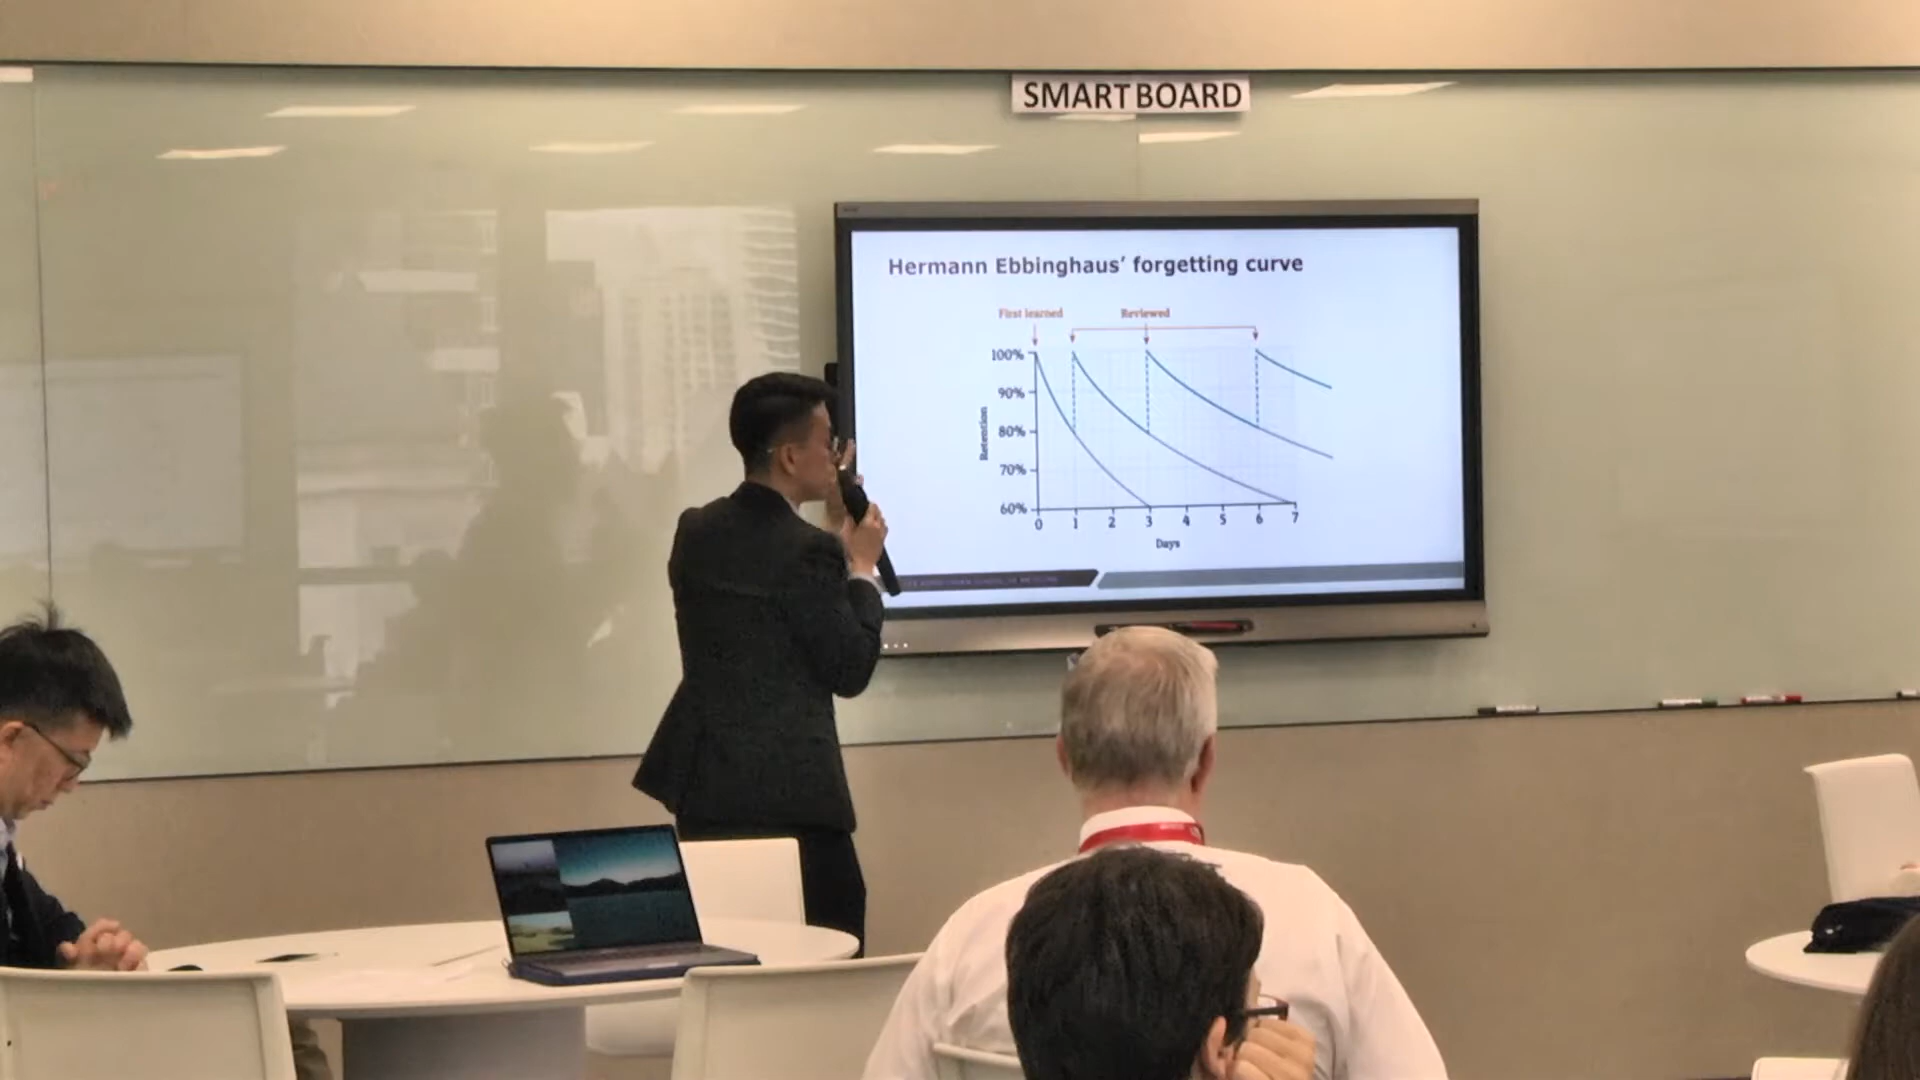 SMARTBOARD
Hermann Ebbinghaus’ forgetting curve
First learned
Reviewed
100%
90%
80%
70%
60%
Retention
0 1 2 3 4 5 6 7
Days